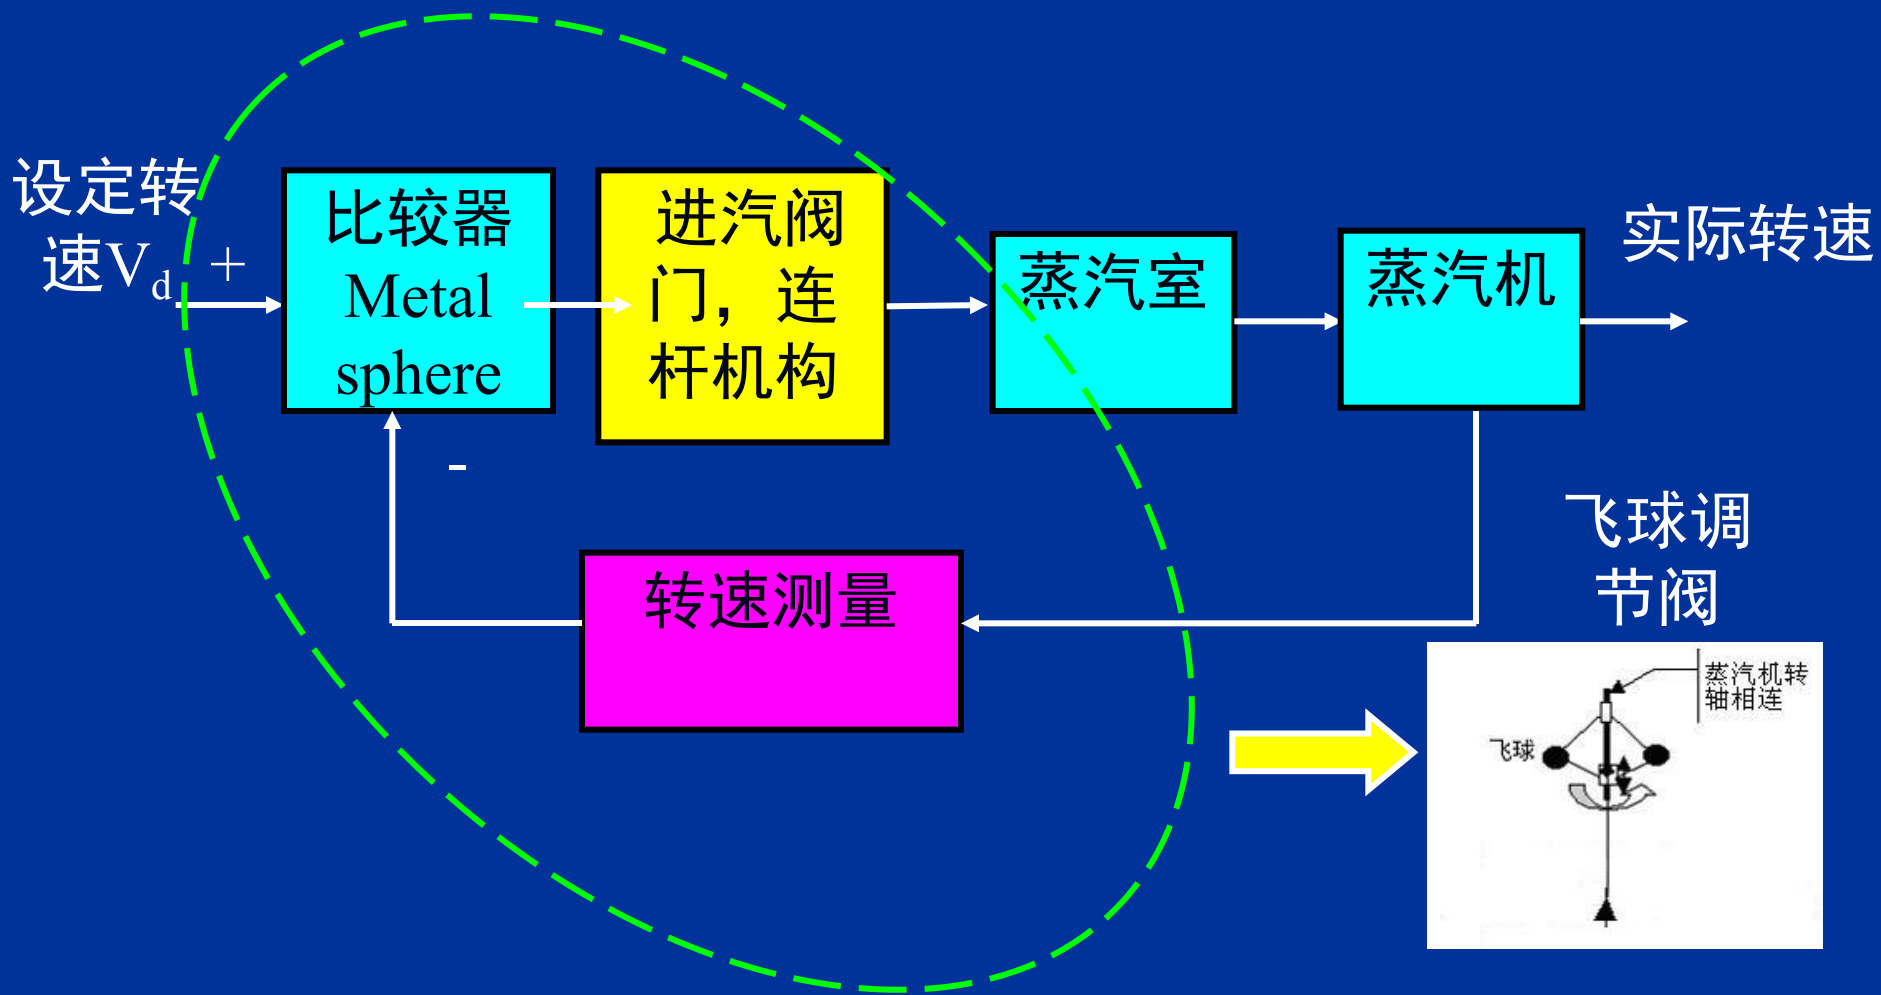 设定转
速Vd
+
比较器
Metal
sphere
进汽阀
门，连
杆机构
蒸汽室
蒸汽机
实际转速
-
转速测量
飞球调
节阀
蒸汽机转
轴相连
飞球